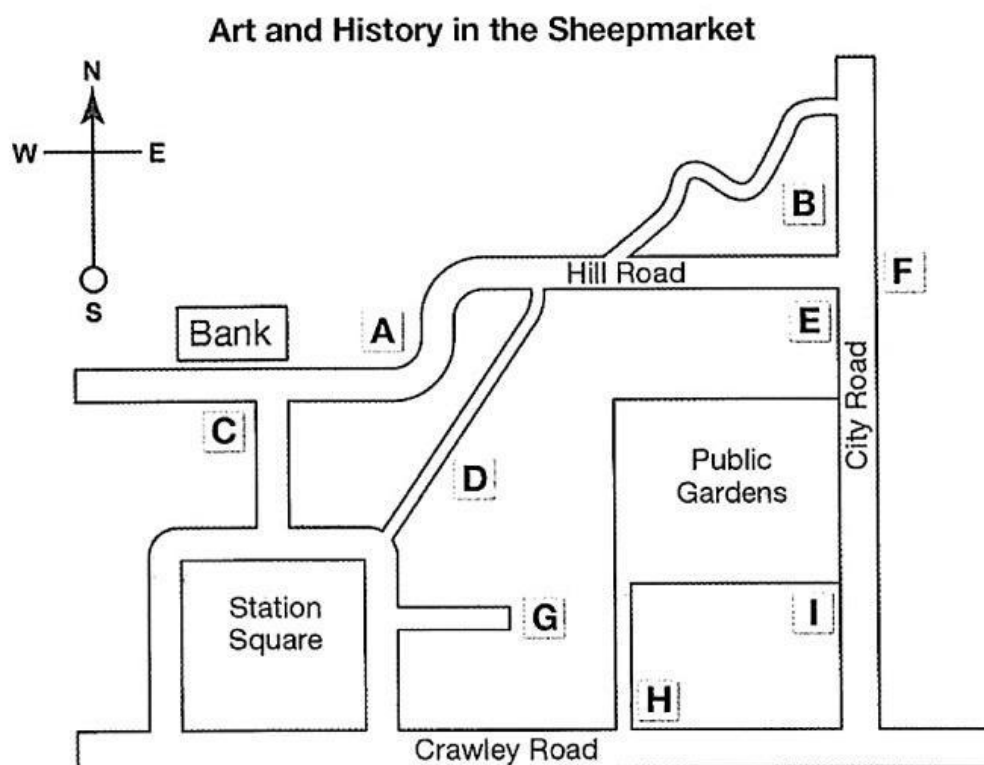 Art and History in the Sheepmarket
N
W E
S
B
Hill Road
F
A
E
Bank
C
City Road
D
Public
Gardens
Station
Square
G
I
H
Crawley Road